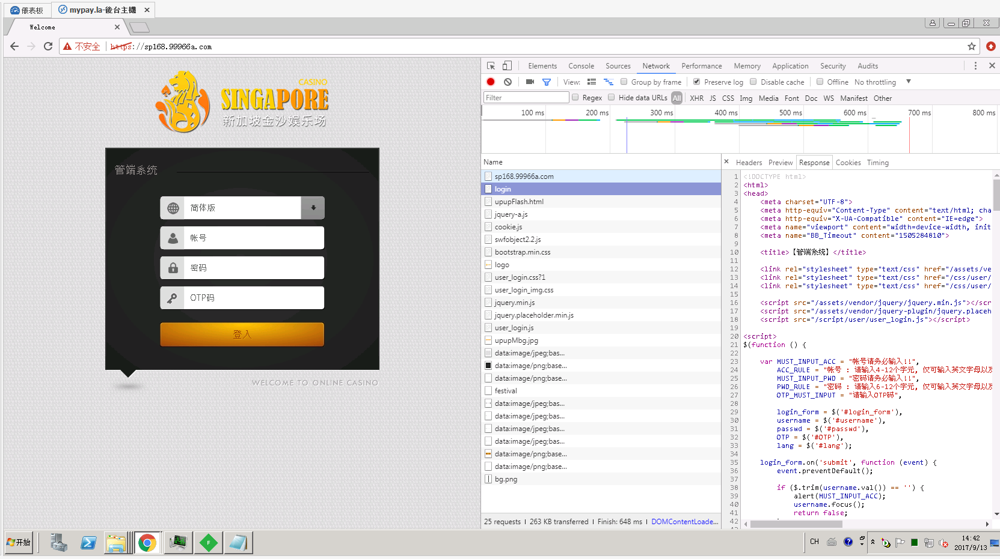 儀表板
mypay.la-後台主機
Welcome
不安全 https://sp168.99966a.com
CASINO
SINGAPORE
新加坡金沙娱乐场
管端系统
简体版
帐号
密码
OTP码
登入
WELCOME TO ONLINE CASINO
Elements Console Sources Network Performance Memory Application Security Audits
View: Group by frame Preserve log Disable cache Offline No throttling
Filter Regex Hide data URLs All XHR JS CSS Img Media Font Doc WS Manifest Other
100 ms 200 ms 300 ms 400 ms 500 ms 600 ms 700 ms 800 ms
Name
sp168.99966a.com
login
upupFlash.html
jquery-a.js
cookie.js
swfobject2.2.js
bootstrap.min.css
logo
user_login.css?1
user_login_img.css
jquery.min.js
jquery.placeholder.min.js
user_login.js
upupMbg.jpg
data:image/jpeg;bas...
data:image/png;base...
data:image/png;base...
festival
data:image/jpeg;bas...
data:image/jpeg;bas...
data:image/jpeg;bas...
data:image/jpeg;bas...
data:image/png;base...
data:image/png;base...
bg.png
25 requests | 263 KB transferred | Finish: 648 ms | DOMContentLoade...
Headers Preview Response Cookies Timing
1 <!DOCTYPE html>
2 <html>
3 <head>
4 <meta charset="UTF-8">
5 <meta http-equiv="Content-Type" content="text/html; cha
6 <meta http-equiv="X-UA-Compatible" content="IE=edge">
7 <meta name="viewport" content="width=device-width, init
8 <meta name="BB_Timeout" content="1505284810">
9
10 <title>【管端系统】</title>
11
12 <link rel="stylesheet" type="text/css" href="/assets/ve
13 <link rel="stylesheet" type="text/css" href="/css/user/
14 <link rel="stylesheet" type="text/css" href="/css/user/
15
16 <script src="/assets/vendor/jquery/jquery.min.js"></scr
17 <script src="/assets/vendor/jquery-plugin/jquery.placeh
18 <script src="/script/user/user_login.js"></script>
19
20 <script>
21 $(function () {
22
23 var MUST_INPUT_ACC = "帐号请务必输入!!",
24 ACC_RULE = "帐号 : 请输入4-12个字元, 仅可输入英文字母以及
25 MUST_INPUT_PWD = "密码请务必输入!!",
26 PWD_RULE = "密码 : 请输入6-12个字元, 仅可输入英文字母以及
27 OTP_MUST_INPUT = "请输入OTP码",
28
29 login_form = $('#login_form'),
30 username = $('#username'),
31 passwd = $('#passwd'),
32 OTP = $('#OTP'),
33 lang = $('#lang');
34
35 login_form.on('submit', function (event) {
36 event.preventDefault();
37
38 if ($.trim(username.val()) == '') {
39 alert(MUST_INPUT_ACC);
40 username.focus();
41 return false;
42
开始
CH
14:42
2017/9/13